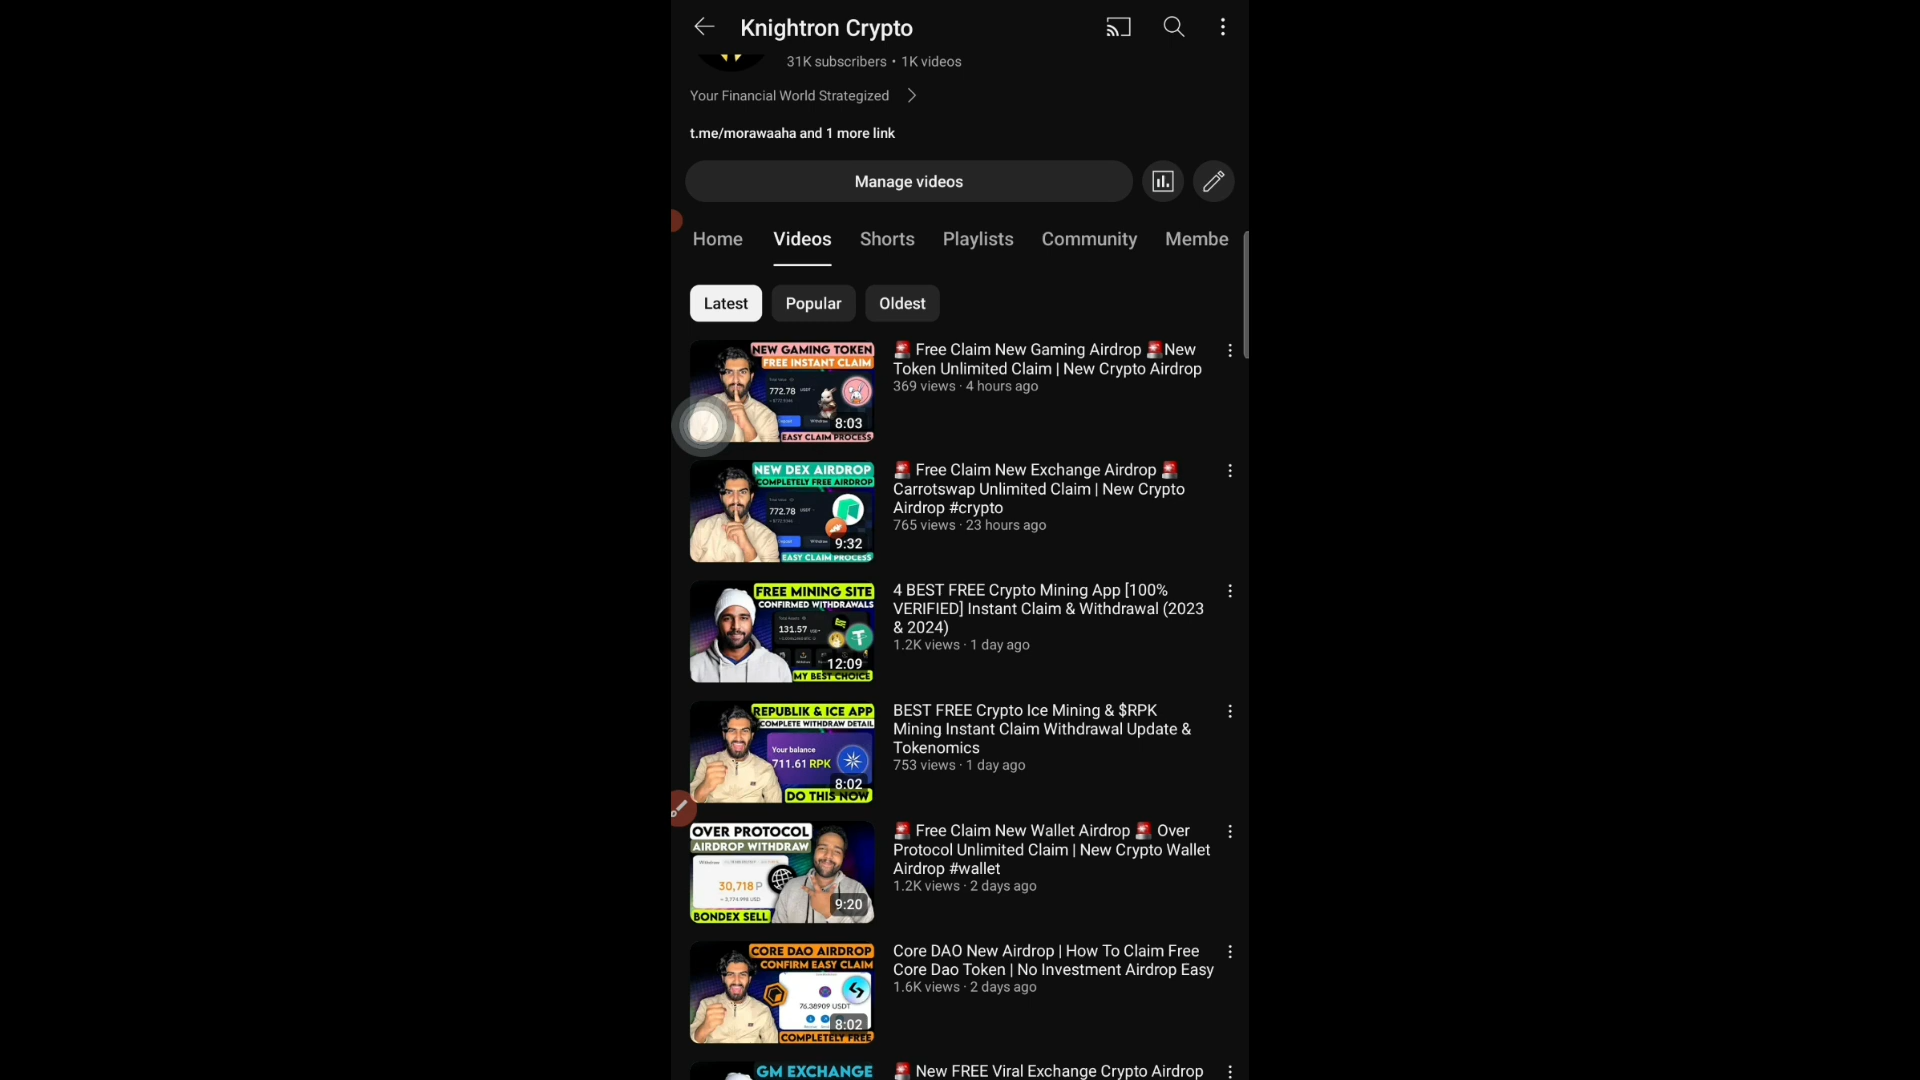 Knightron Crypto
31K subscribers • 1K videos
Your Financial World Strategized
t.me/morawaaha and 1 more link
Manage videos
Home Videos Shorts Playlists Community Membe
Latest Popular Oldest
NEW GAMING TOKEN
FREE INSTANT CLAIM
772.78 USDT
8:03
EASY CLAIM PROCESS
🚨 Free Claim New Gaming Airdrop 🚨New
Token Unlimited Claim | New Crypto Airdrop
369 views · 4 hours ago
NEW DEX AIRDROP
COMPLETELY FREE AIRDROP
772.78 USDT
9:32
EASY CLAIM PROCESS
🚨 Free Claim New Exchange Airdrop 🚨
Carrotswap Unlimited Claim | New Crypto
Airdrop #crypto
765 views · 23 hours ago
FREE MINING SITE
CONFIRMED WITHDRAWALS
131.57
12:09
MY BEST CHOICE
4 BEST FREE Crypto Mining App [100%
VERIFIED] Instant Claim & Withdrawal (2023
& 2024)
1.2K views · 1 day ago
REPUBLIK & ICE APP
COMPLETE WITHDRAW DETAIL
Your balance
711.61 RPK
8:02
DO THIS NOW
BEST FREE Crypto Ice Mining & $RPK
Mining Instant Claim Withdrawal Update &
Tokenomics
753 views · 1 day ago
OVER PROTOCOL
AIRDROP WITHDRAW
30,718 P
9:20
BONDEX SELL
🚨 Free Claim New Wallet Airdrop 🚨 Over
Protocol Unlimited Claim | New Crypto Wallet
Airdrop #wallet
1.2K views · 2 days ago
CORE DAO AIRDROP
CONFIRM EASY CLAIM
76.38909 USDT
8:02
COMPLETELY FREE
Core DAO New Airdrop | How To Claim Free
Core Dao Token | No Investment Airdrop Easy
1.6K views · 2 days ago
GM EXCHANGE
🚨 New FREE Viral Exchange Crypto Airdrop